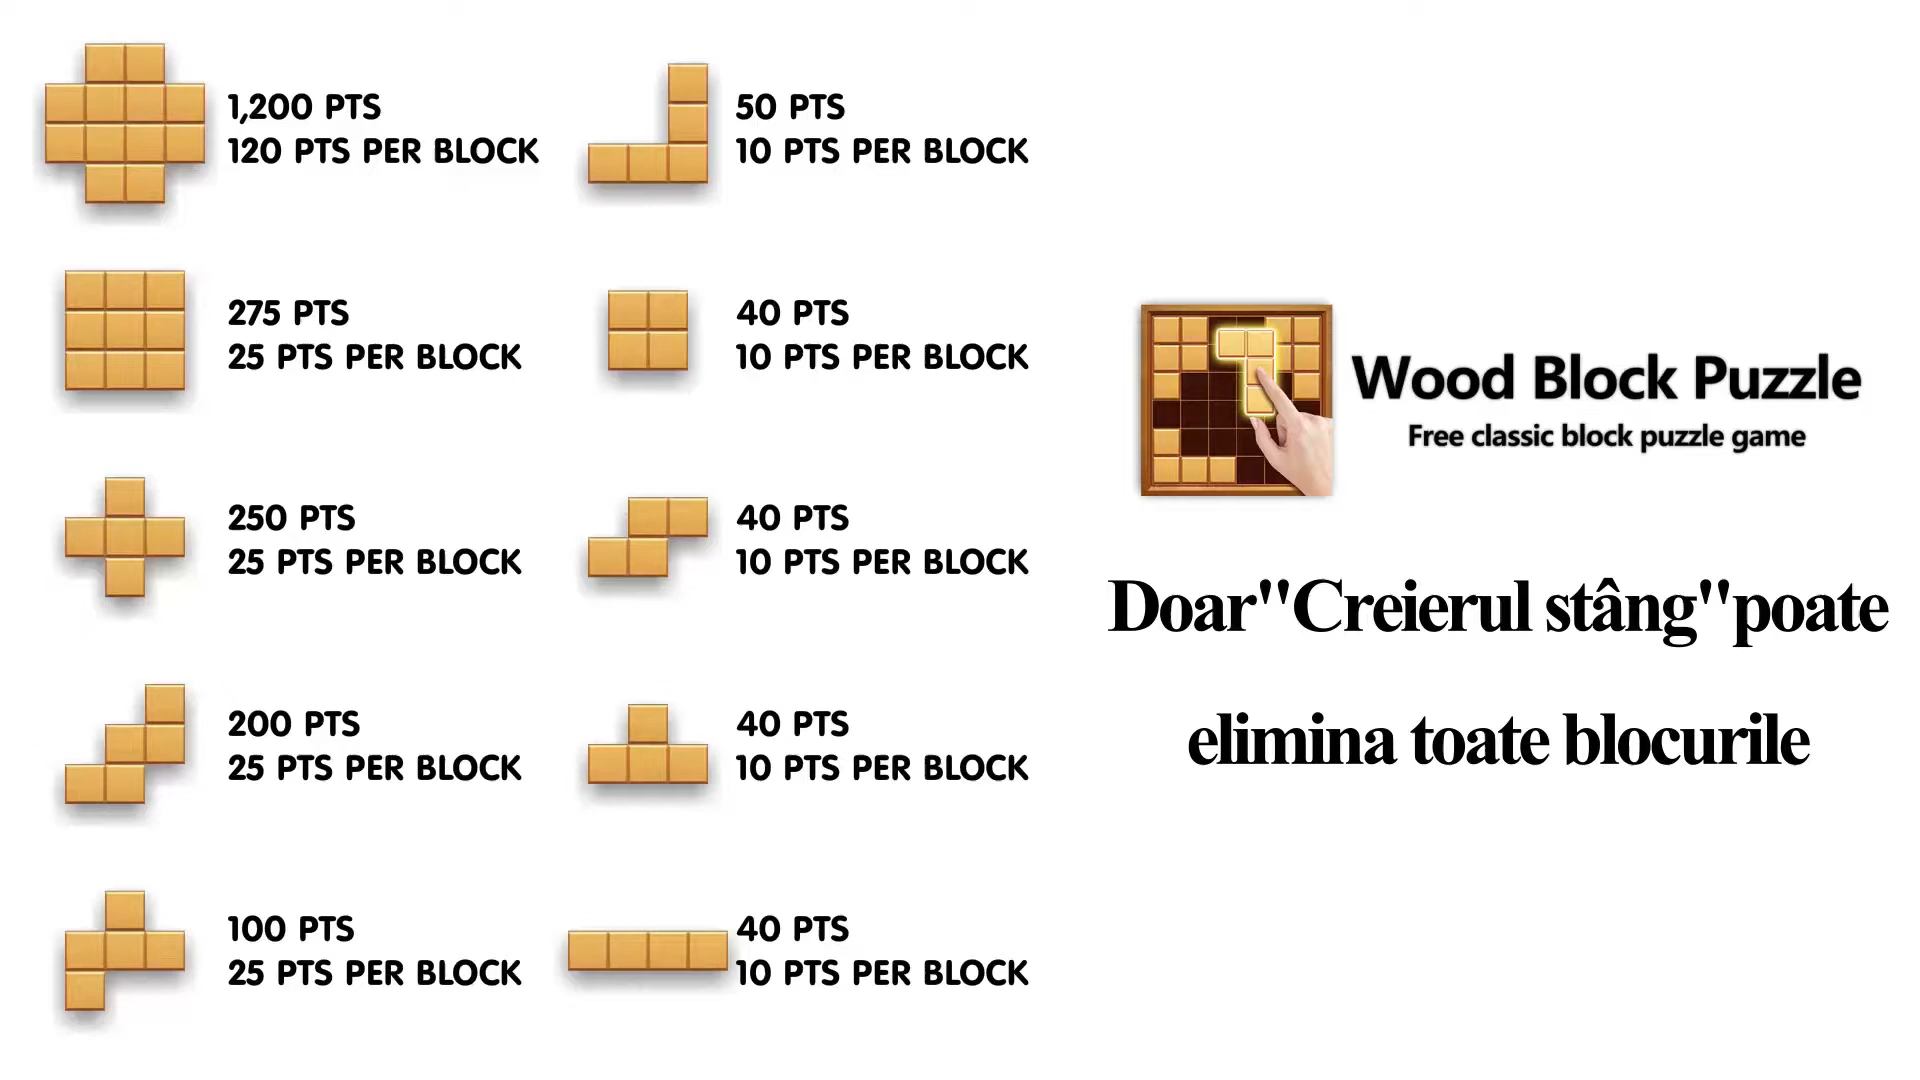 1,200 PTS
120 PTS PER BLOCK
50 PTS
10 PTS PER BLOCK
275 PTS
25 PTS PER BLOCK
40 PTS
10 PTS PER BLOCK
250 PTS
25 PTS PER BLOCK
40 PTS
10 PTS PER BLOCK
200 PTS
25 PTS PER BLOCK
40 PTS
10 PTS PER BLOCK
100 PTS
25 PTS PER BLOCK
40 PTS
10 PTS PER BLOCK
Wood Block Puzzle
Free classic block puzzle game
Doar"Creierul stâng"poate
elimina toate blocurile